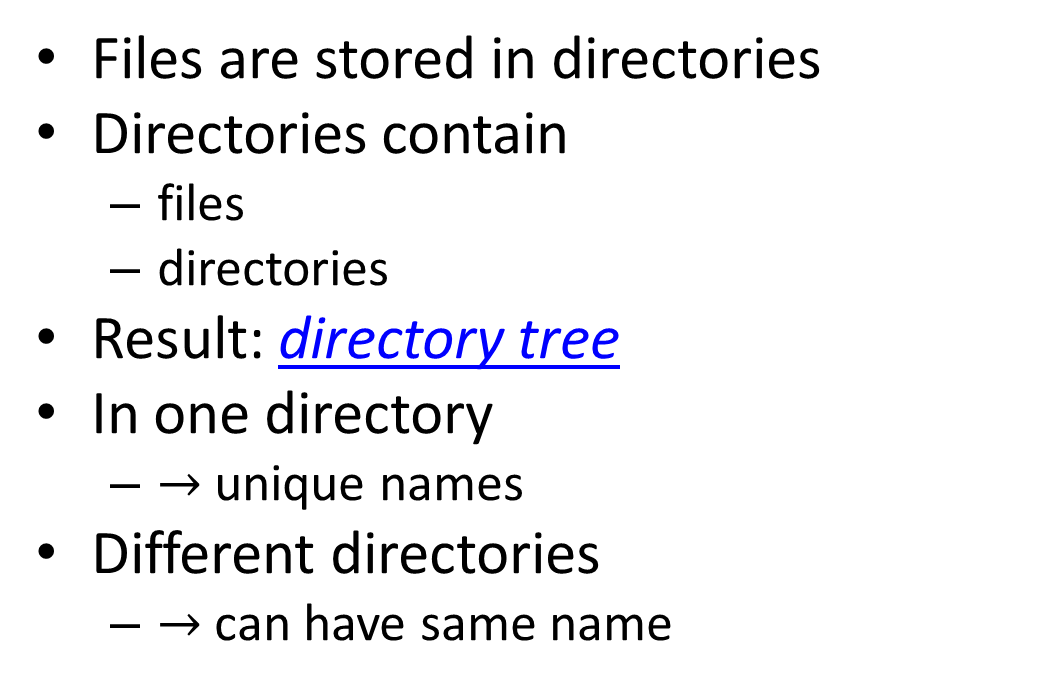 • Files are stored in directories
• Directories contain
– files
– directories
• Result: directory tree
• In one directory
– → unique names
• Different directories
– → can have same name